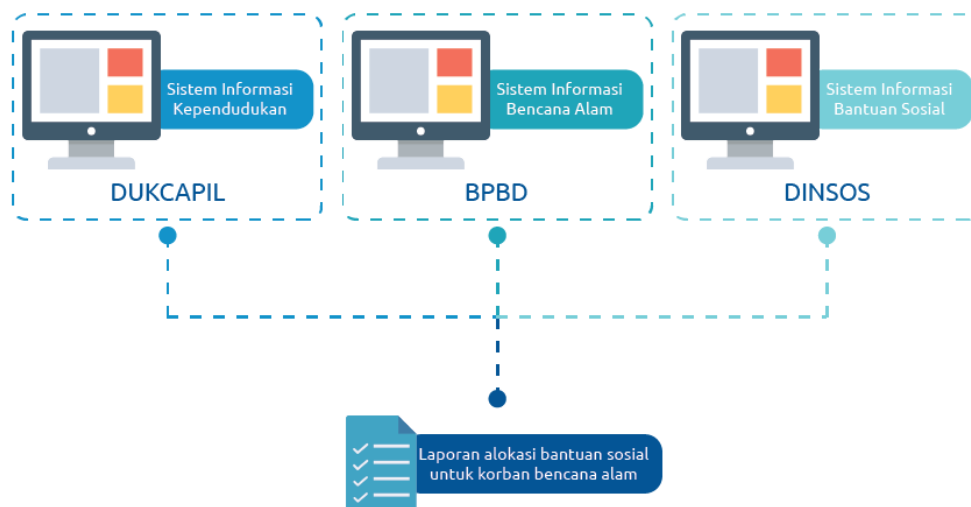 Sistem Informasi
Kependudukan
DUKCAPIL
Sistem Informasi
Bencana Alam
BPBD
Sistem Informasi
Bantuan Sosial
DINSOS
Laporan alokasi bantuan sosial
untuk korban bencana alam